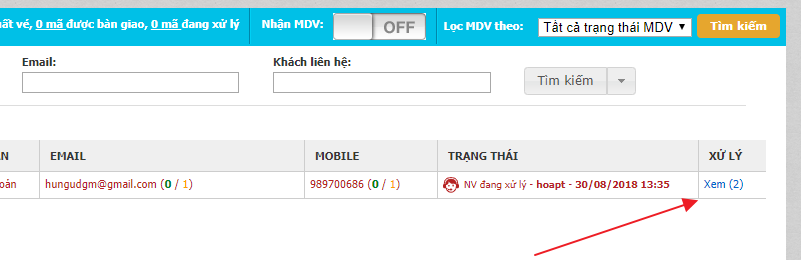 vé, 0 mã được bàn giao, 0 mã đang xử lý Nhận MDV: OFF Lọc MDV theo: Tất cả trạng thái MDV Tìm kiếm
Email: Khách liên hệ:
Tìm kiếm
EMAIL MOBILE TRẠNG THÁI XỬ LÝ
hungudgm@gmail.com (0 / 1) 989700686 (0 / 1) NV đang xử lý - hoapt - 30/08/2018 13:35 Xem (2)